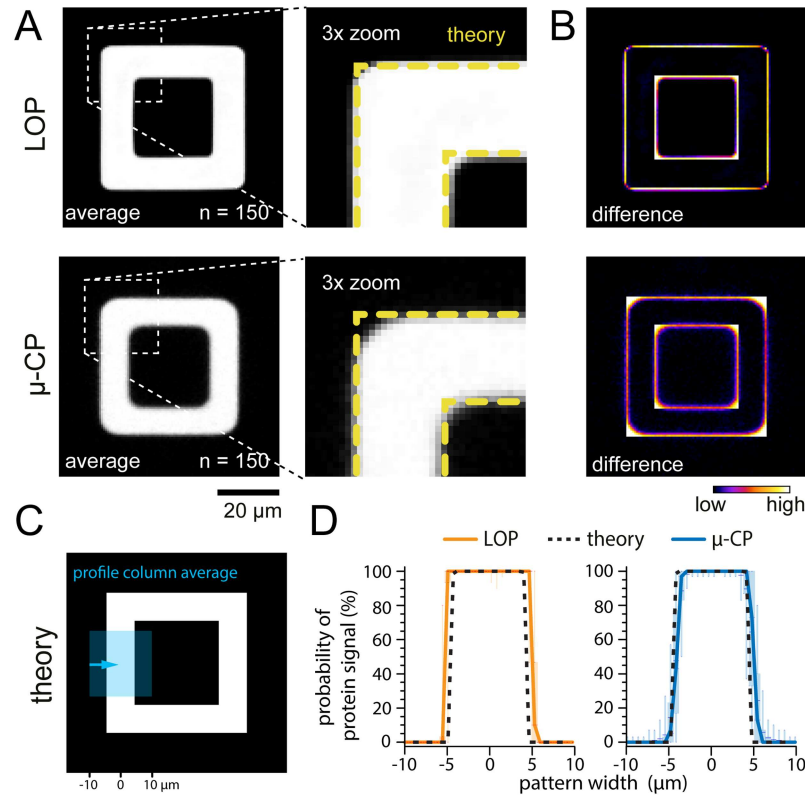 A
B
LOP
3x zoom
theory
average
n = 150
difference
µ-CP
3x zoom
average
n = 150
difference
20 µm
low
high
C
D
theory
profile column average
-10 0 10 µm
LOP
theory
µ-CP
probability of
protein signal (%)
100
80
60
40
20
0
-10 -5 0 5 10
100
80
60
40
20
0
-10 -5 0 5 10
pattern width (µm)